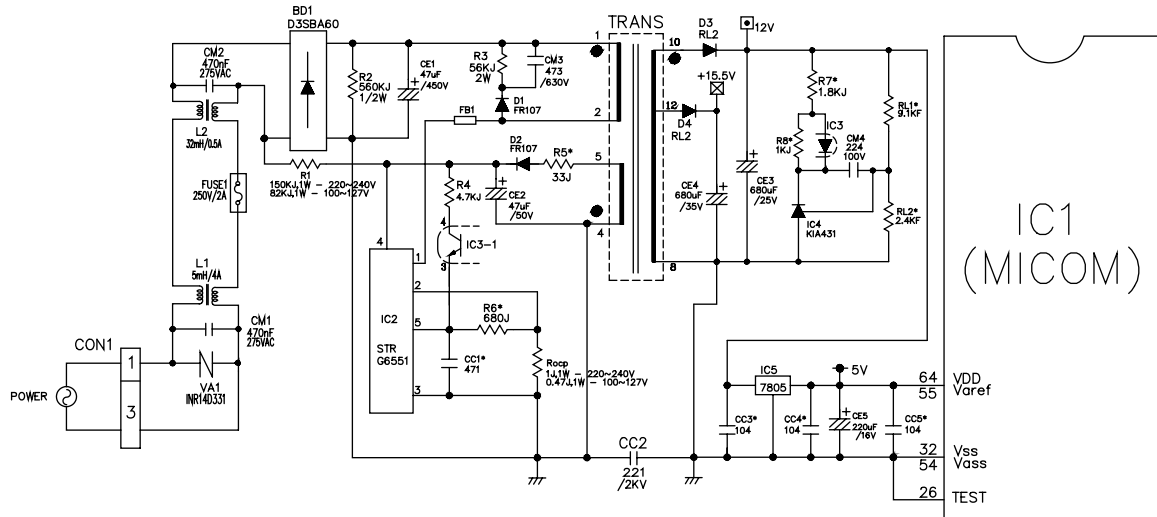 BD1
D3SBA60
CM2
470nF
275VAC
L2
32mH/0.5A
FUSE1
250V/2A
L1
5mH/4A
CM1
470nF
275VAC
CON1
1
3
POWER
VA1
INR14D331
R2
560KJ
1/2W
CE1
47uF
/450V
R3
56KJ
2W
CM3
473
/630V
D1
FR107
FB1
TRANS
1
2
5
4
10
12
8
D2
FR107
R5*
33J
R1
150KJ,1W - 220~240V
82KJ,1W - 100~127V
R4
4.7KJ
CE2
47uF
/50V
4
IC3-1
3
4
1
2
5
3
IC2
STR
G6551
R6*
680J
CC1*
471
Rocp
1J,1W - 220~240V
0.47J,1W - 100~127V
CC2
221
/2KV
D3
RL2
12V
+15.5V
D4
RL2
CE4
680uF
/35V
CE3
680uF
/25V
R7*
1.8KJ
R8*
1KJ
IC3
CM4
224
100V
IC4
KIA431
RL1*
9.1KF
RL2*
2.4KF
IC5
7805
5V
CC3*
104
CC4*
104
CE5
220uF
/16V
CC5*
104
IC1
(MICOM)
64 VDD
55 Varef
32 Vss
54 Vass
26 TEST